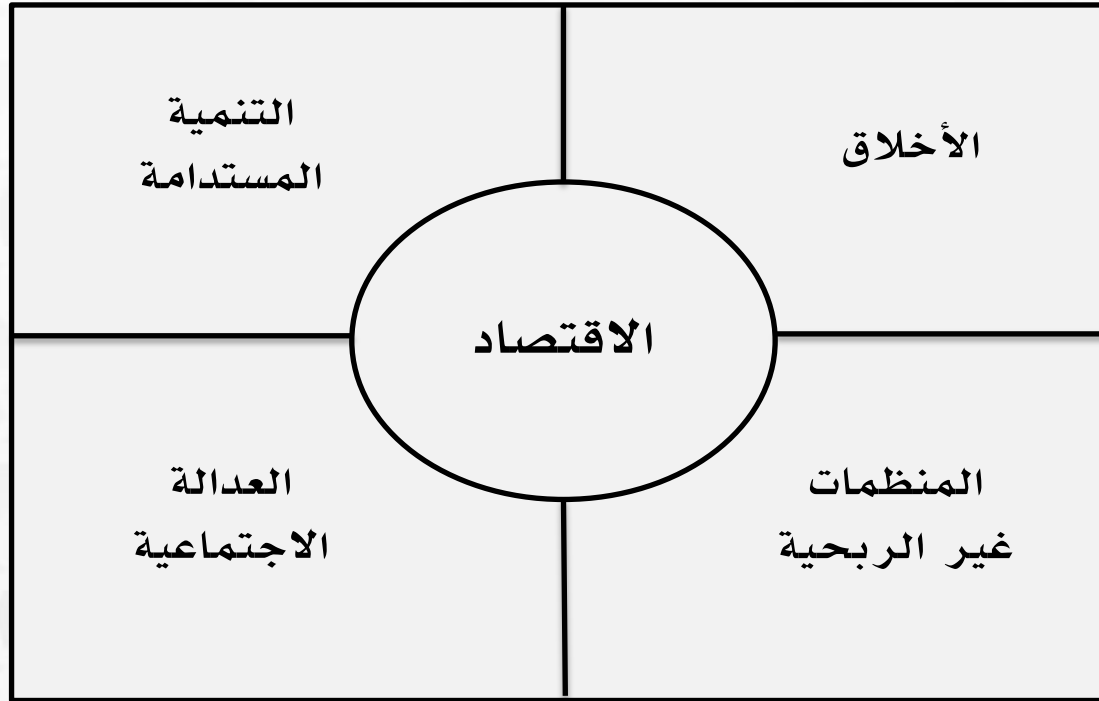 الأخلاق
التنمية
المستدامة
الاقتصاد
المنظمات
غير الربحية
العدالة
الاجتماعية